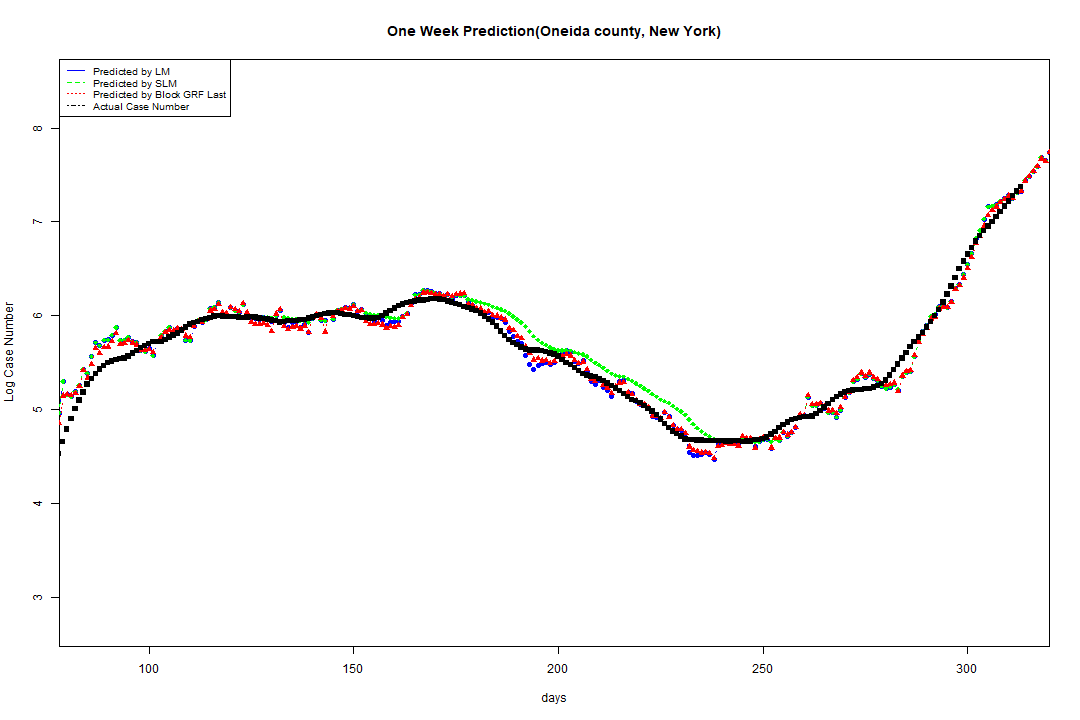 One Week Prediction(Oneida county, New York)
Predicted by LM
Predicted by SLM
Predicted by Block GRF Last
Actual Case Number
Log Case Number
8
7
6
5
4
3
100 150 200 250 300
days